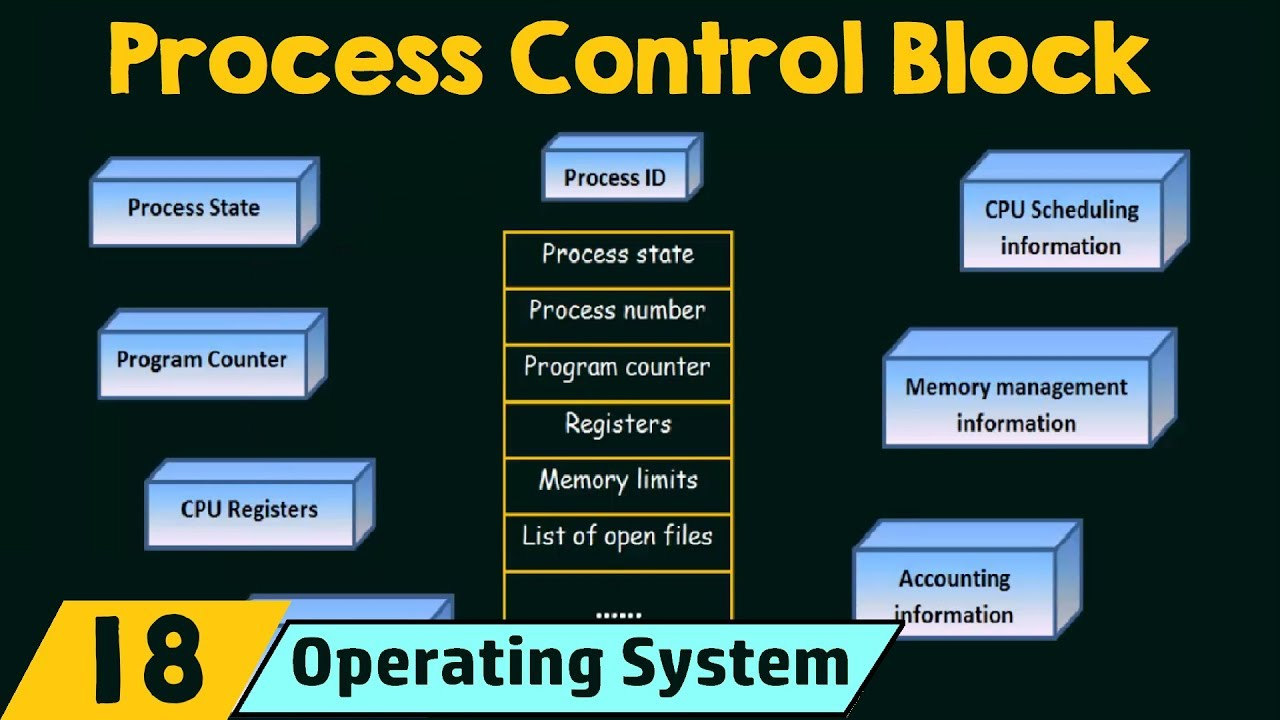 Process Control Block
Process State
Process ID
CPU Scheduling
information
Process state
Process number
Program counter
Registers
Memory limits
List of open files
......
Program Counter
Memory management
information
CPU Registers
Accounting
information
18
Operating System